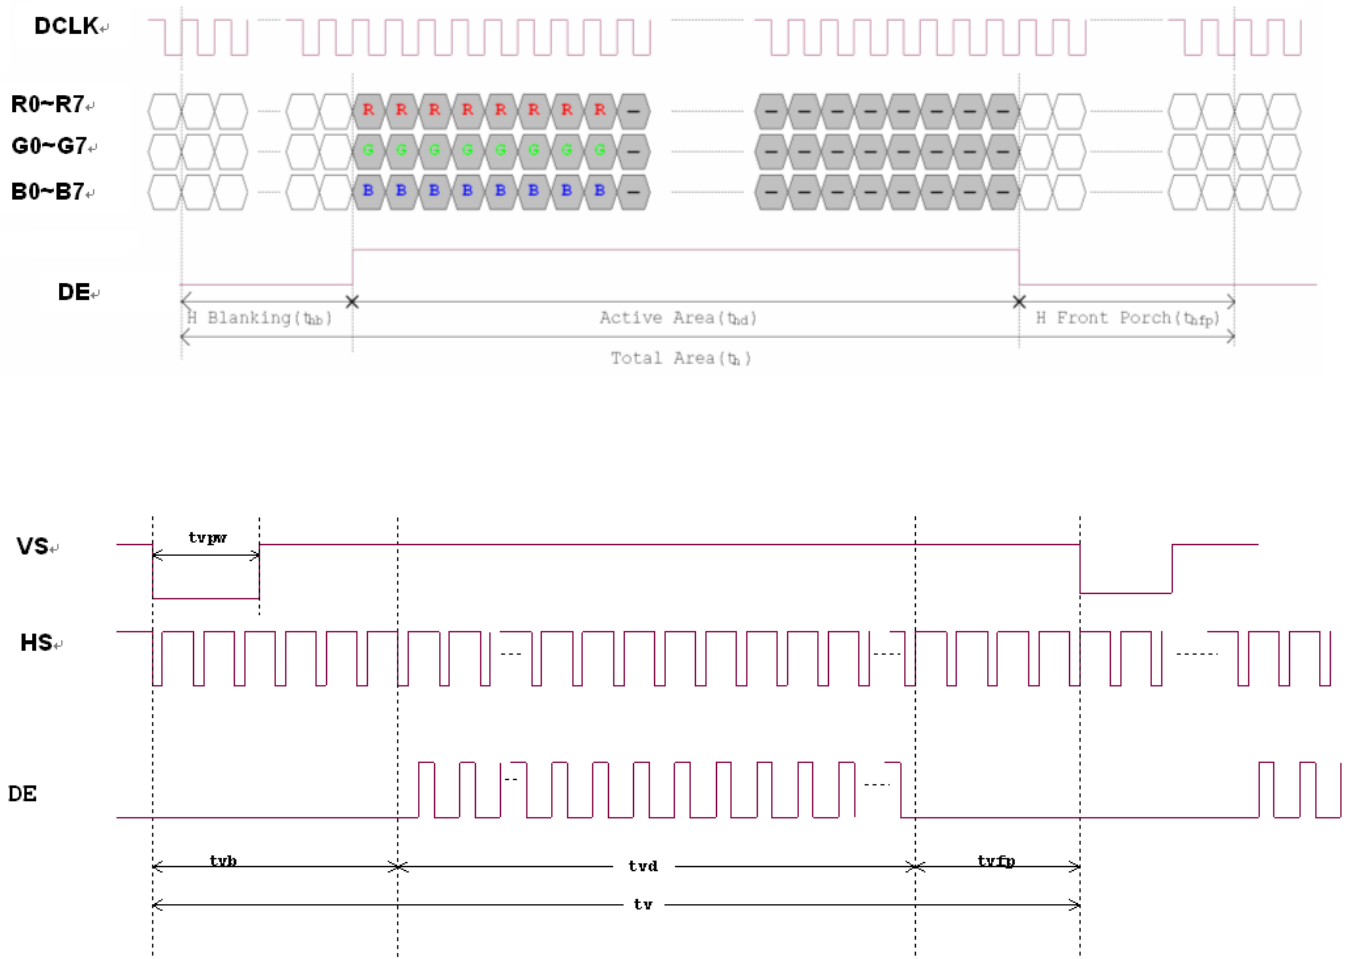 DCLK
R0~R7
R R R R R R R R
G0~G7
G G G G G G G G
B0~B7
B B B B B B B B
DE
H Blanking(thb)
Active Area(thd)
H Front Porch(thfp)
Total Area(th)
VS
tvpw
HS
DE
tvb
tvd
tvfp
tv